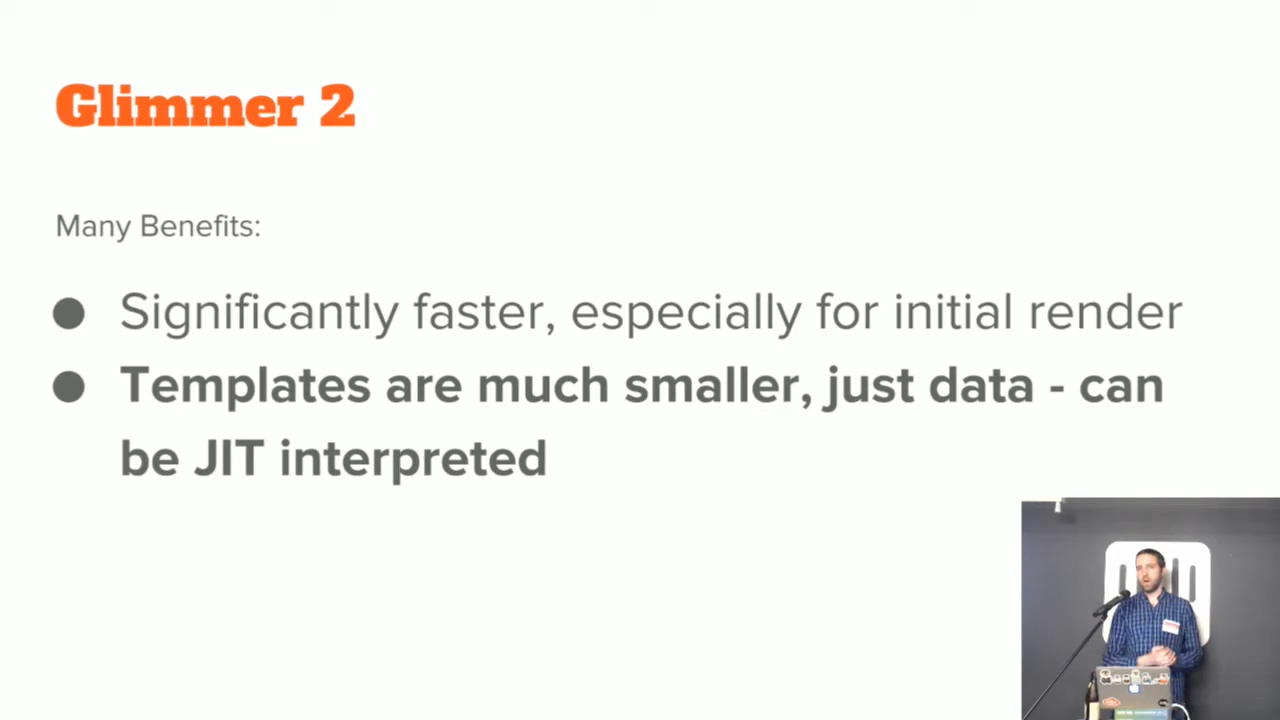 Glimmer 2
Many Benefits:
● Significantly faster, especially for initial render
● Templates are much smaller, just data - can
be JIT interpreted